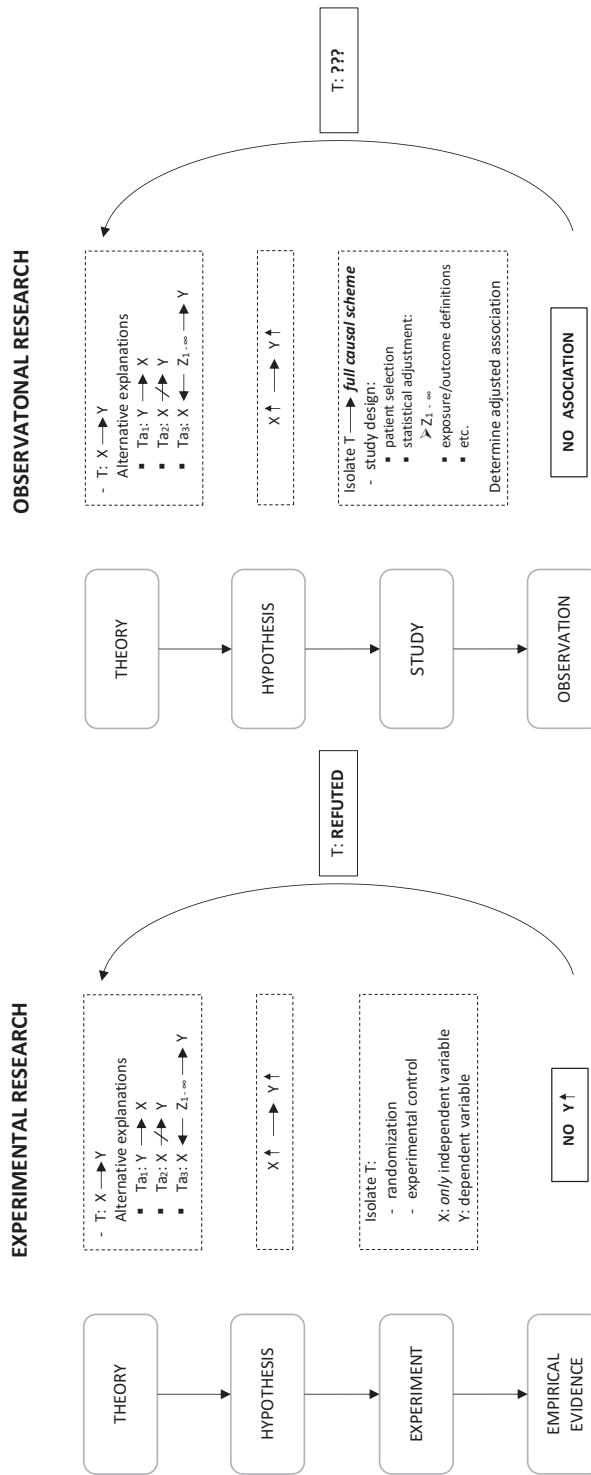 EXPERIMENTAL RESEARCH
THEORY
- T: X → Y
Alternative explanations
▪ Ta₁: Y → X
▪ Ta₂: X ↛ Y
▪ Ta₃: X ← Z₁₋∞ → Y
HYPOTHESIS
X↑ → Y↑
EXPERIMENT
Isolate T:
- randomization
- experimental control
X: only independent variable
Y: dependent variable
EMPIRICAL
EVIDENCE
NO Y↑
T: REFUTED
OBSERVATONAL RESEARCH
THEORY
- T: X → Y
Alternative explanations
▪ Ta₁: Y → X
▪ Ta₂: X ↛ Y
▪ Ta₃: X ← Z₁₋∞ → Y
HYPOTHESIS
X↑ → Y↑
STUDY
Isolate T → full causal scheme
- study design:
▪ patient selection
▪ statistical adjustment:
➤ Z₁₋∞
▪ exposure/outcome definitions
▪ etc.
Determine adjusted association
OBSERVATION
NO ASOCIATION
T: ???